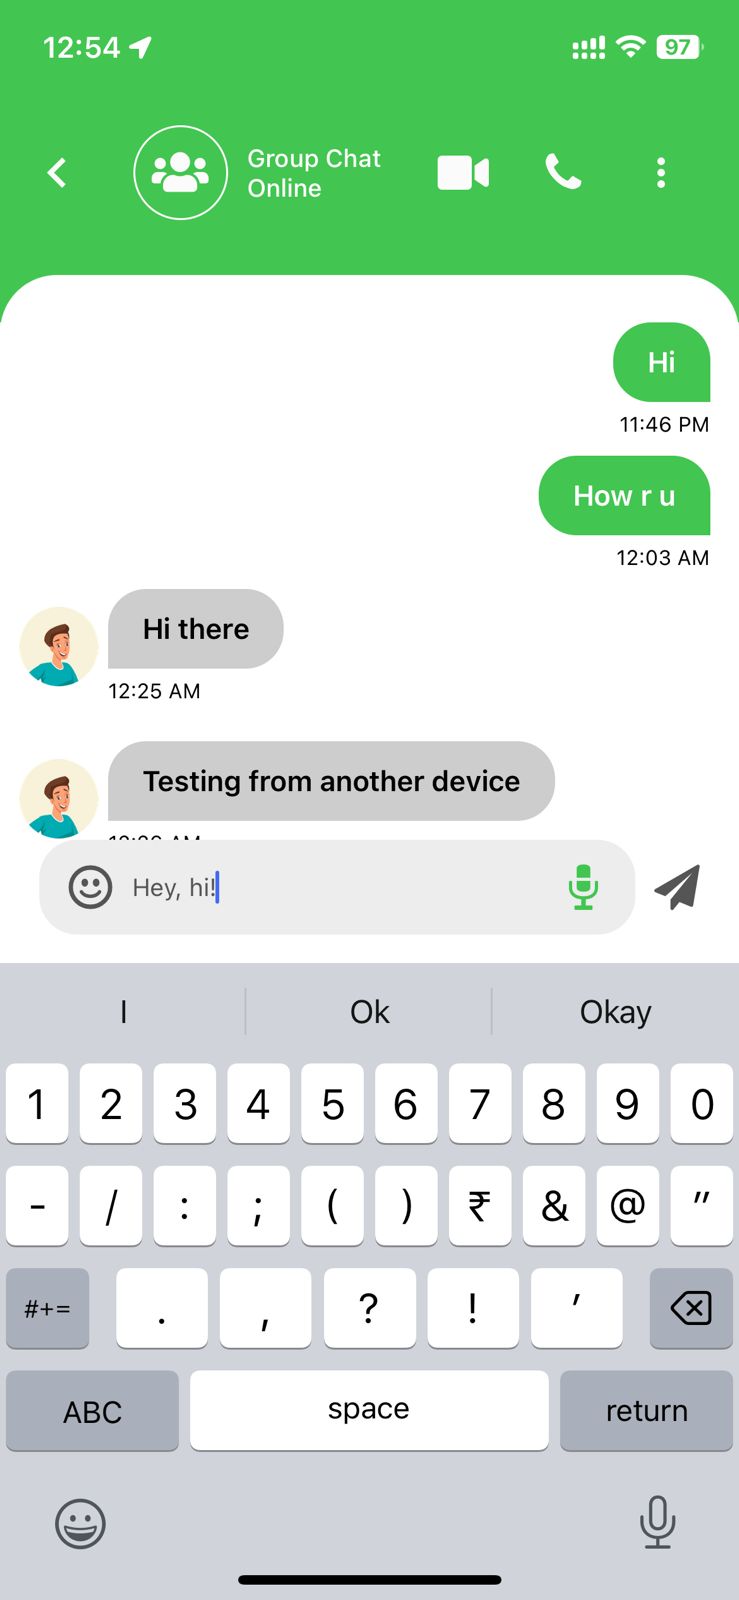 12:54
97
Group Chat
Online
Hi
11:46 PM
How r u
12:03 AM
Hi there
12:25 AM
Testing from another device
Hey, hi!
I Ok Okay
1 2 3 4 5 6 7 8 9 0
- / : ; ( ) ₹ & @ "
#+= . , ? ! '
ABC space return